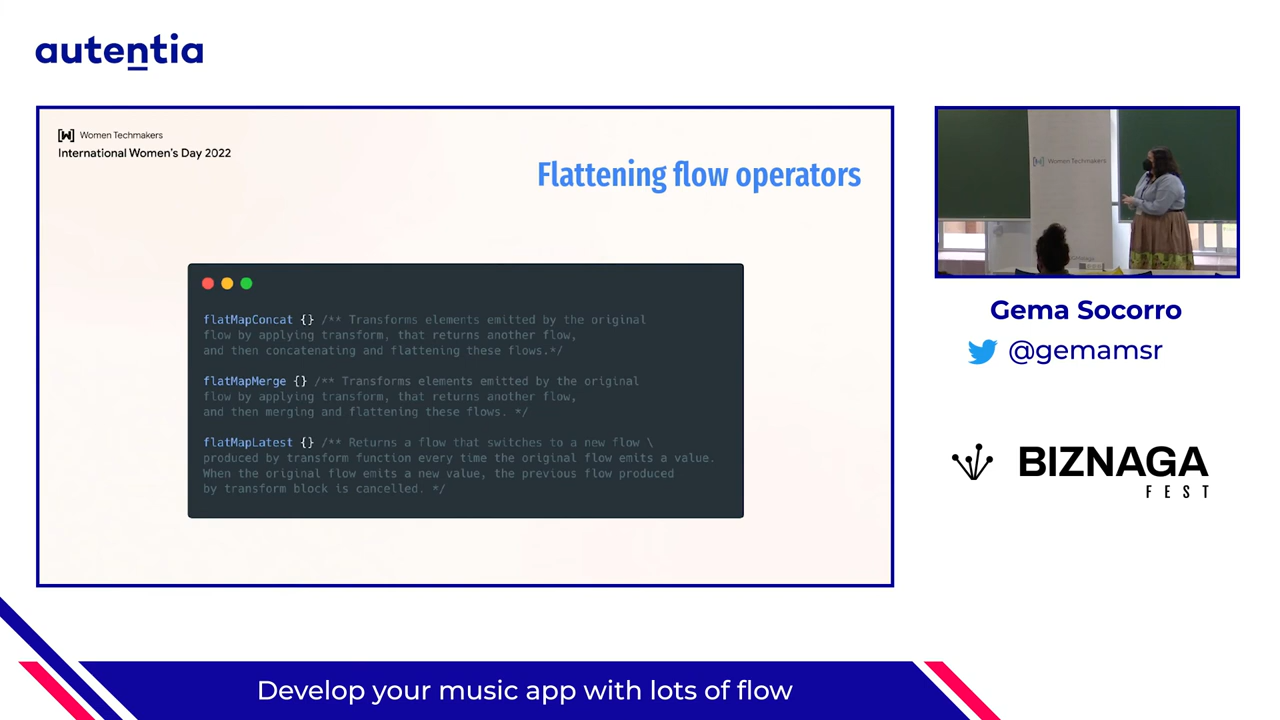 autentia
[W] Women Techmakers
International Women's Day 2022
Flattening flow operators
flatMapConcat {} /** Transforms elements emitted by the original
flow by applying transform, that returns another flow,
and then concatenating and flattening these flows.*/
flatMapMerge {} /** Transforms elements emitted by the original
flow by applying transform, that returns another flow,
and then merging and flattening these flows. */
flatMapLatest {} /** Returns a flow that switches to a new flow \
produced by transform function every time the original flow emits a value.
When the original flow emits a new value, the previous flow produced
by transform block is cancelled. */
Women Techmakers
Gema Socorro
@gemamsr
BIZNAGA
FEST
Develop your music app with lots of flow